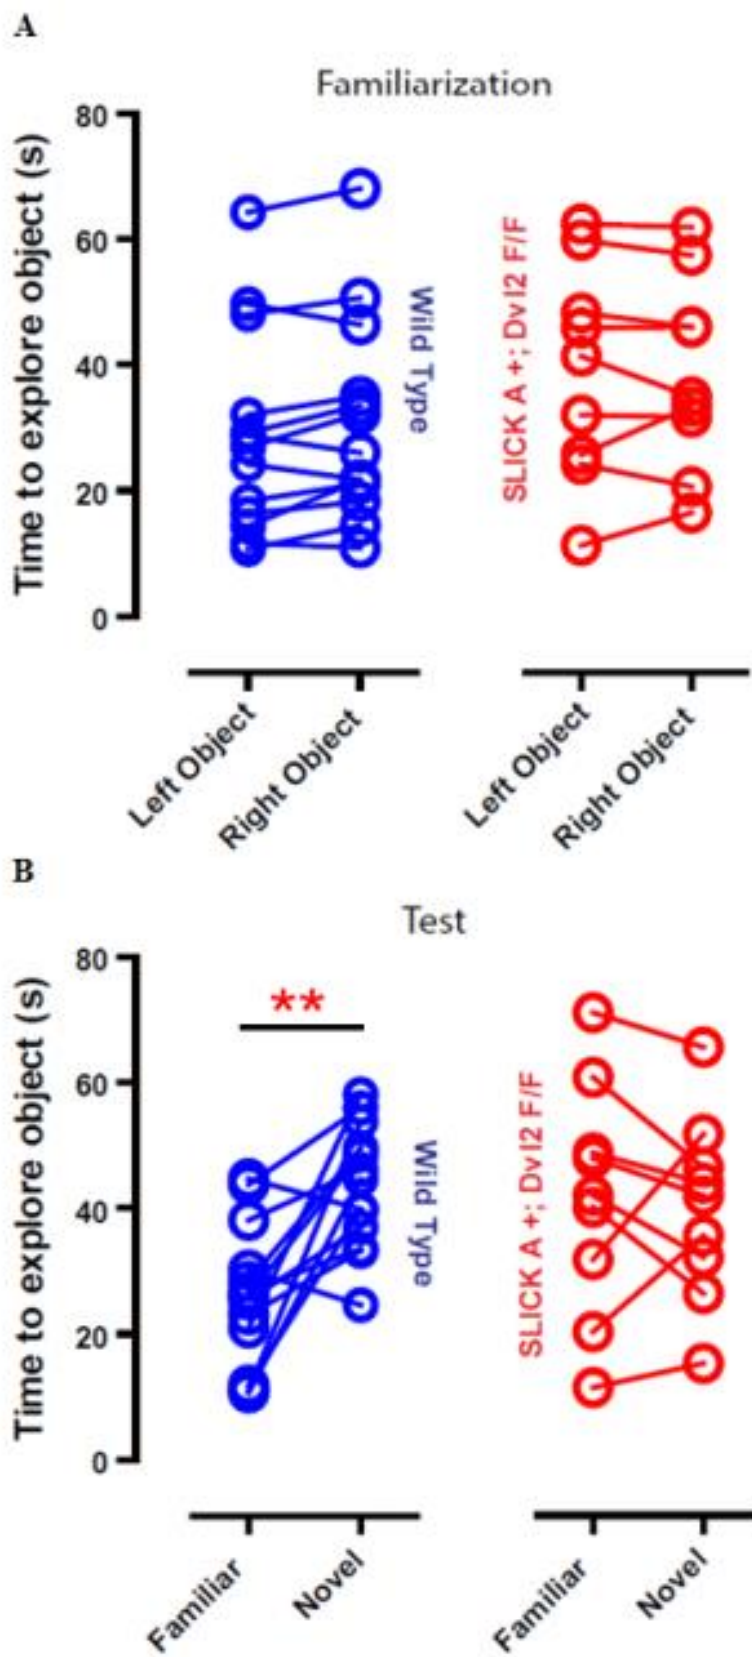 A
Familiarization
Time to explore object (s)
80
60
40
20
0
Wild Type
SLICK A +; Dvl2 F/F
Left Object
Right Object
Left Object
Right Object
B
Test
Time to explore object (s)
80
60
40
20
0
**
Wild Type
SLICK A +; Dvl2 F/F
Familiar
Novel
Familiar
Novel